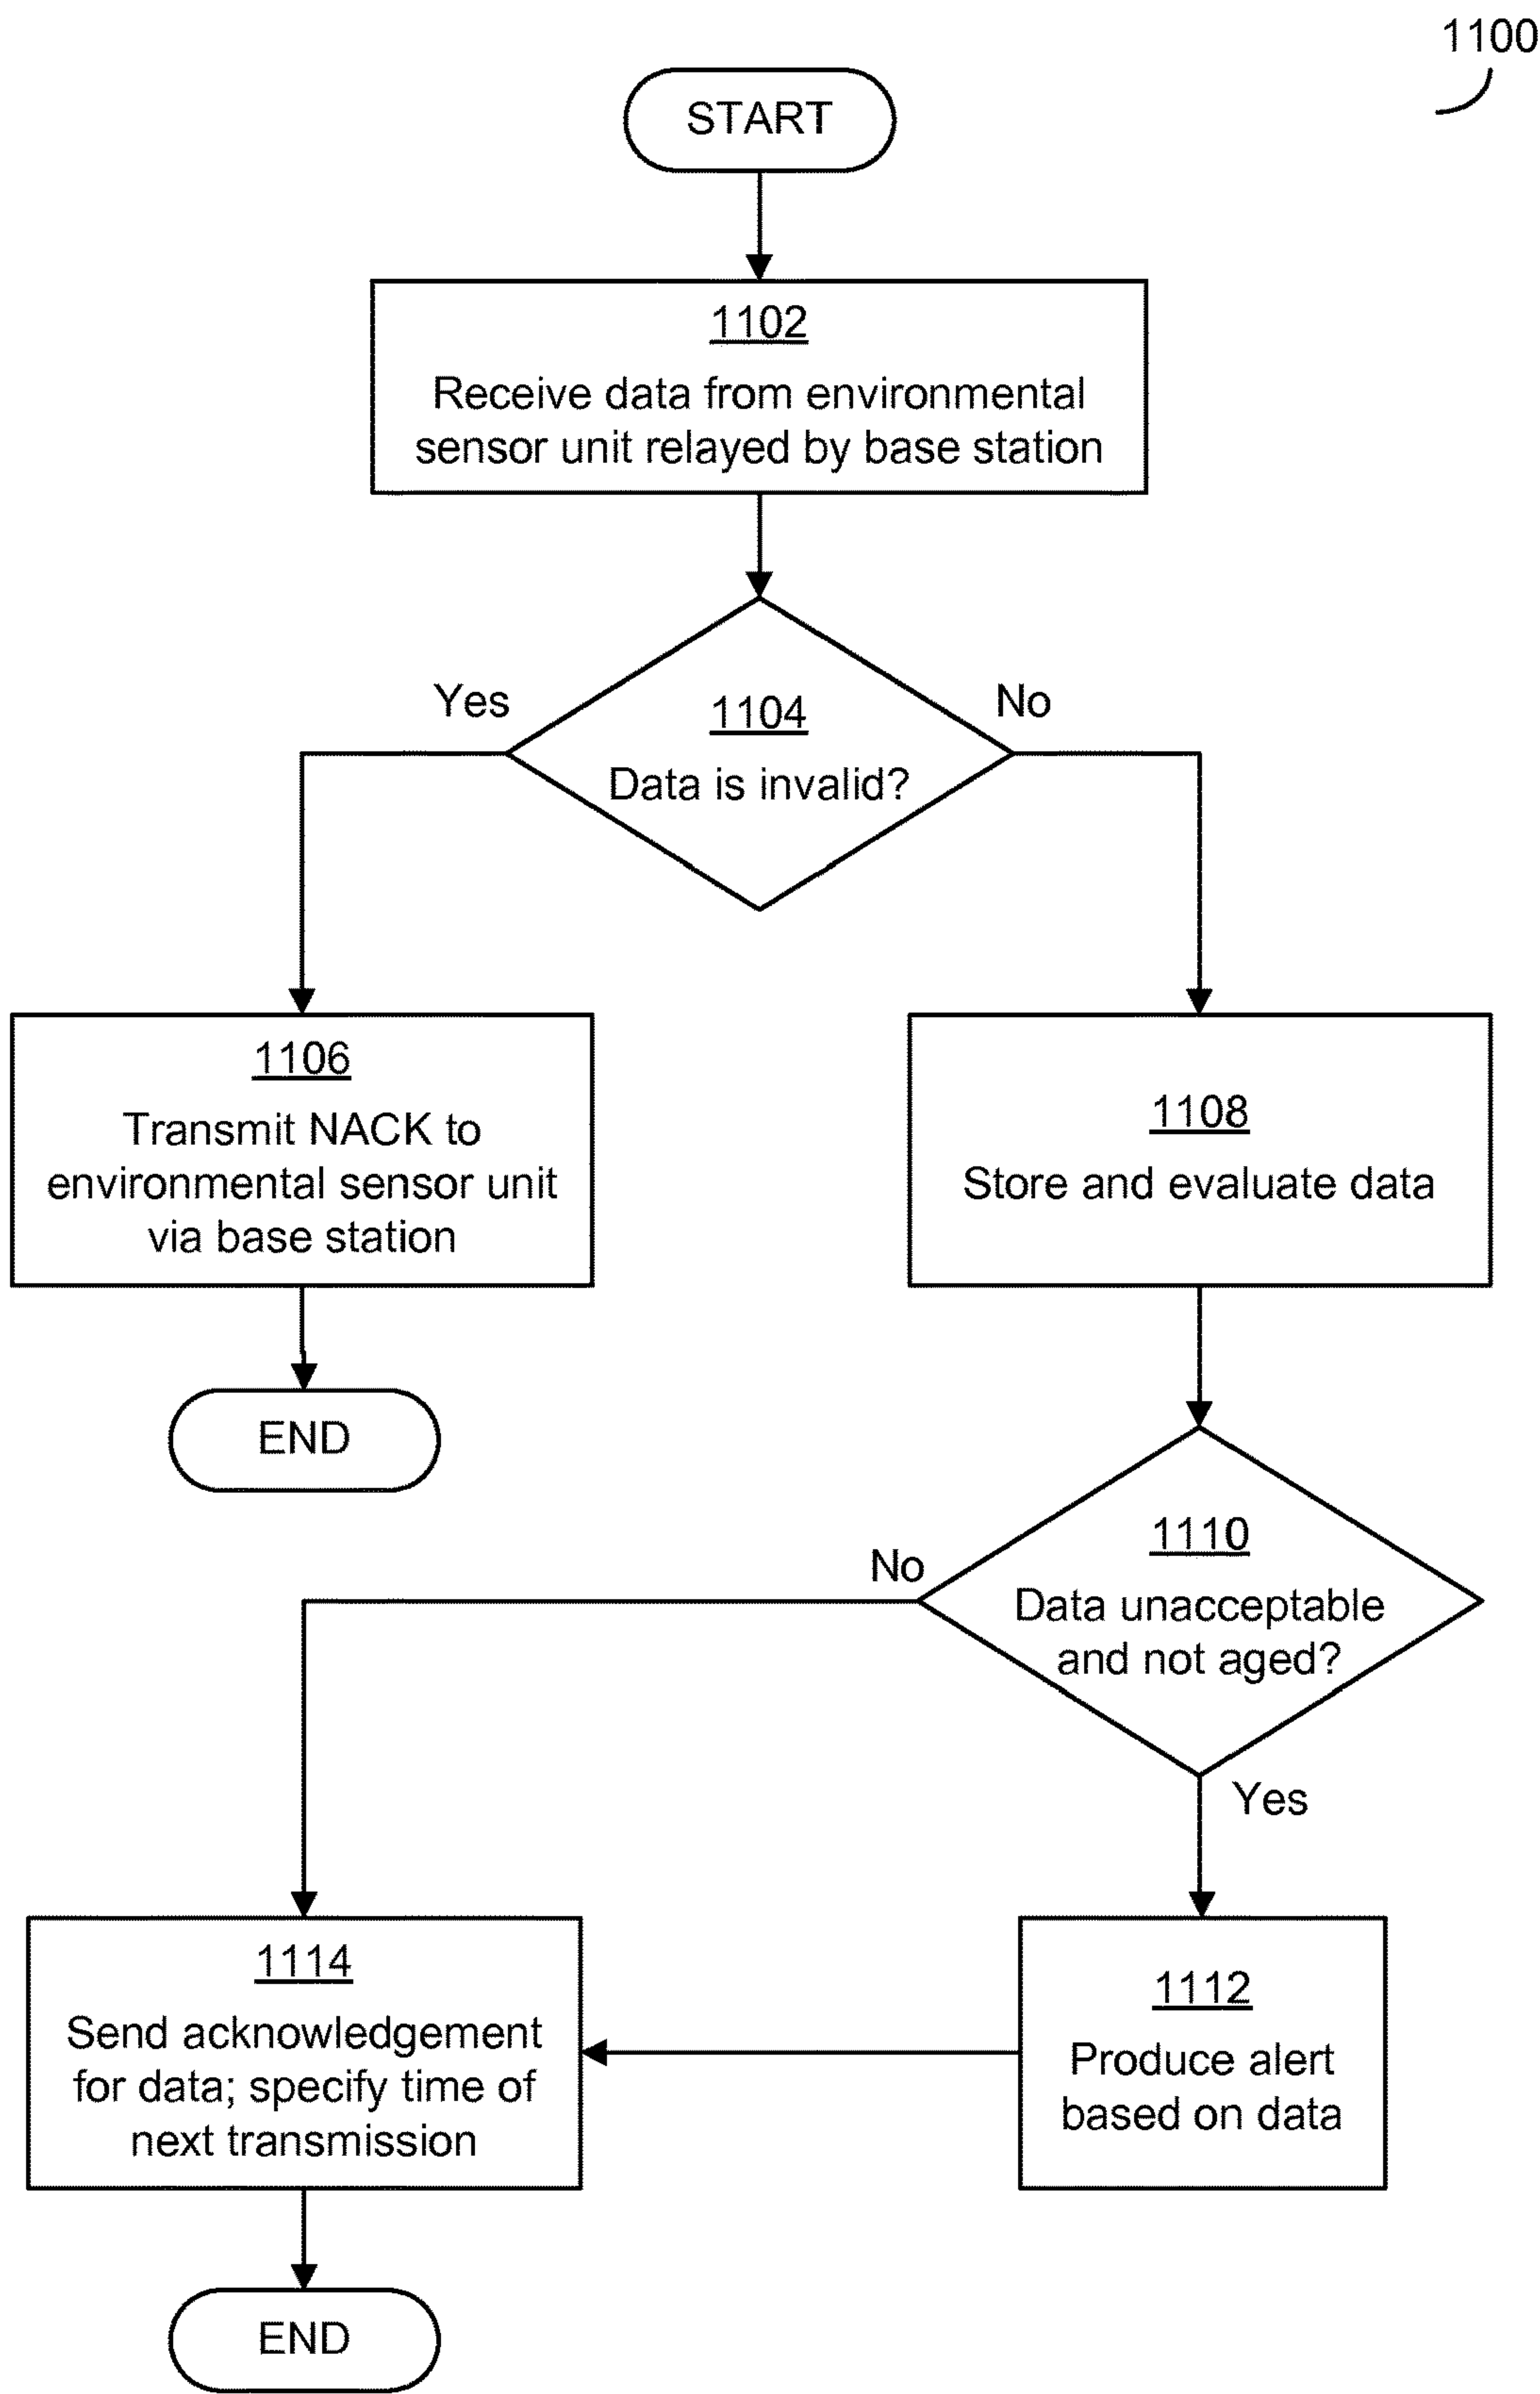 1100
START
1102
Receive data from environmental
sensor unit relayed by base station
Yes
No
1104
Data is invalid?
1106
Transmit NACK to
environmental sensor unit
via base station
1108
Store and evaluate data
END
1110
No
Data unacceptable
and not aged?
Yes
1114
Send acknowledgement
for data; specify time of
next transmission
1112
Produce alert
based on data
END